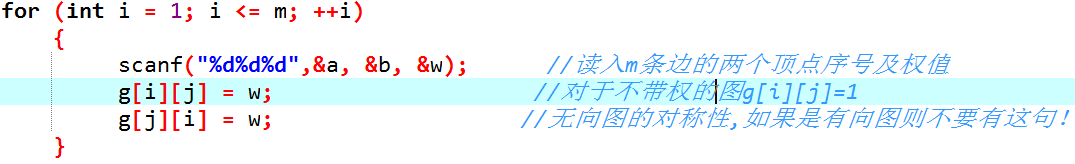 for (int i = 1; i <= m; ++i)
{
scanf("%d%d%d",&a, &b, &w); //读入m条边的两个顶点序号及权值
g[i][j] = w; //对于不带权的图g[i][j]=1
g[j][i] = w; //无向图的对称性,如果是有向图则不要有这句！
}